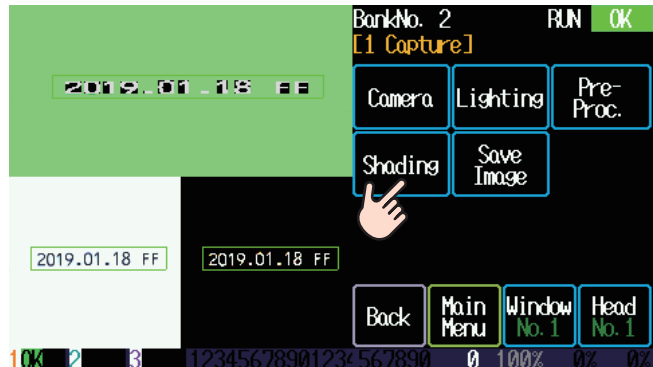 BankNo. 2 RUN OK
[1 Capture]
2019.01.18 FF
Camera
Lighting
Pre-
Proc.
Shading
Save
Image
2019.01.18 FF
2019.01.18 FF
Back
Main
Menu
Window
No.1
Head
No.1
1OK 2 3 12345678901234567890 0 100% 0% 0%